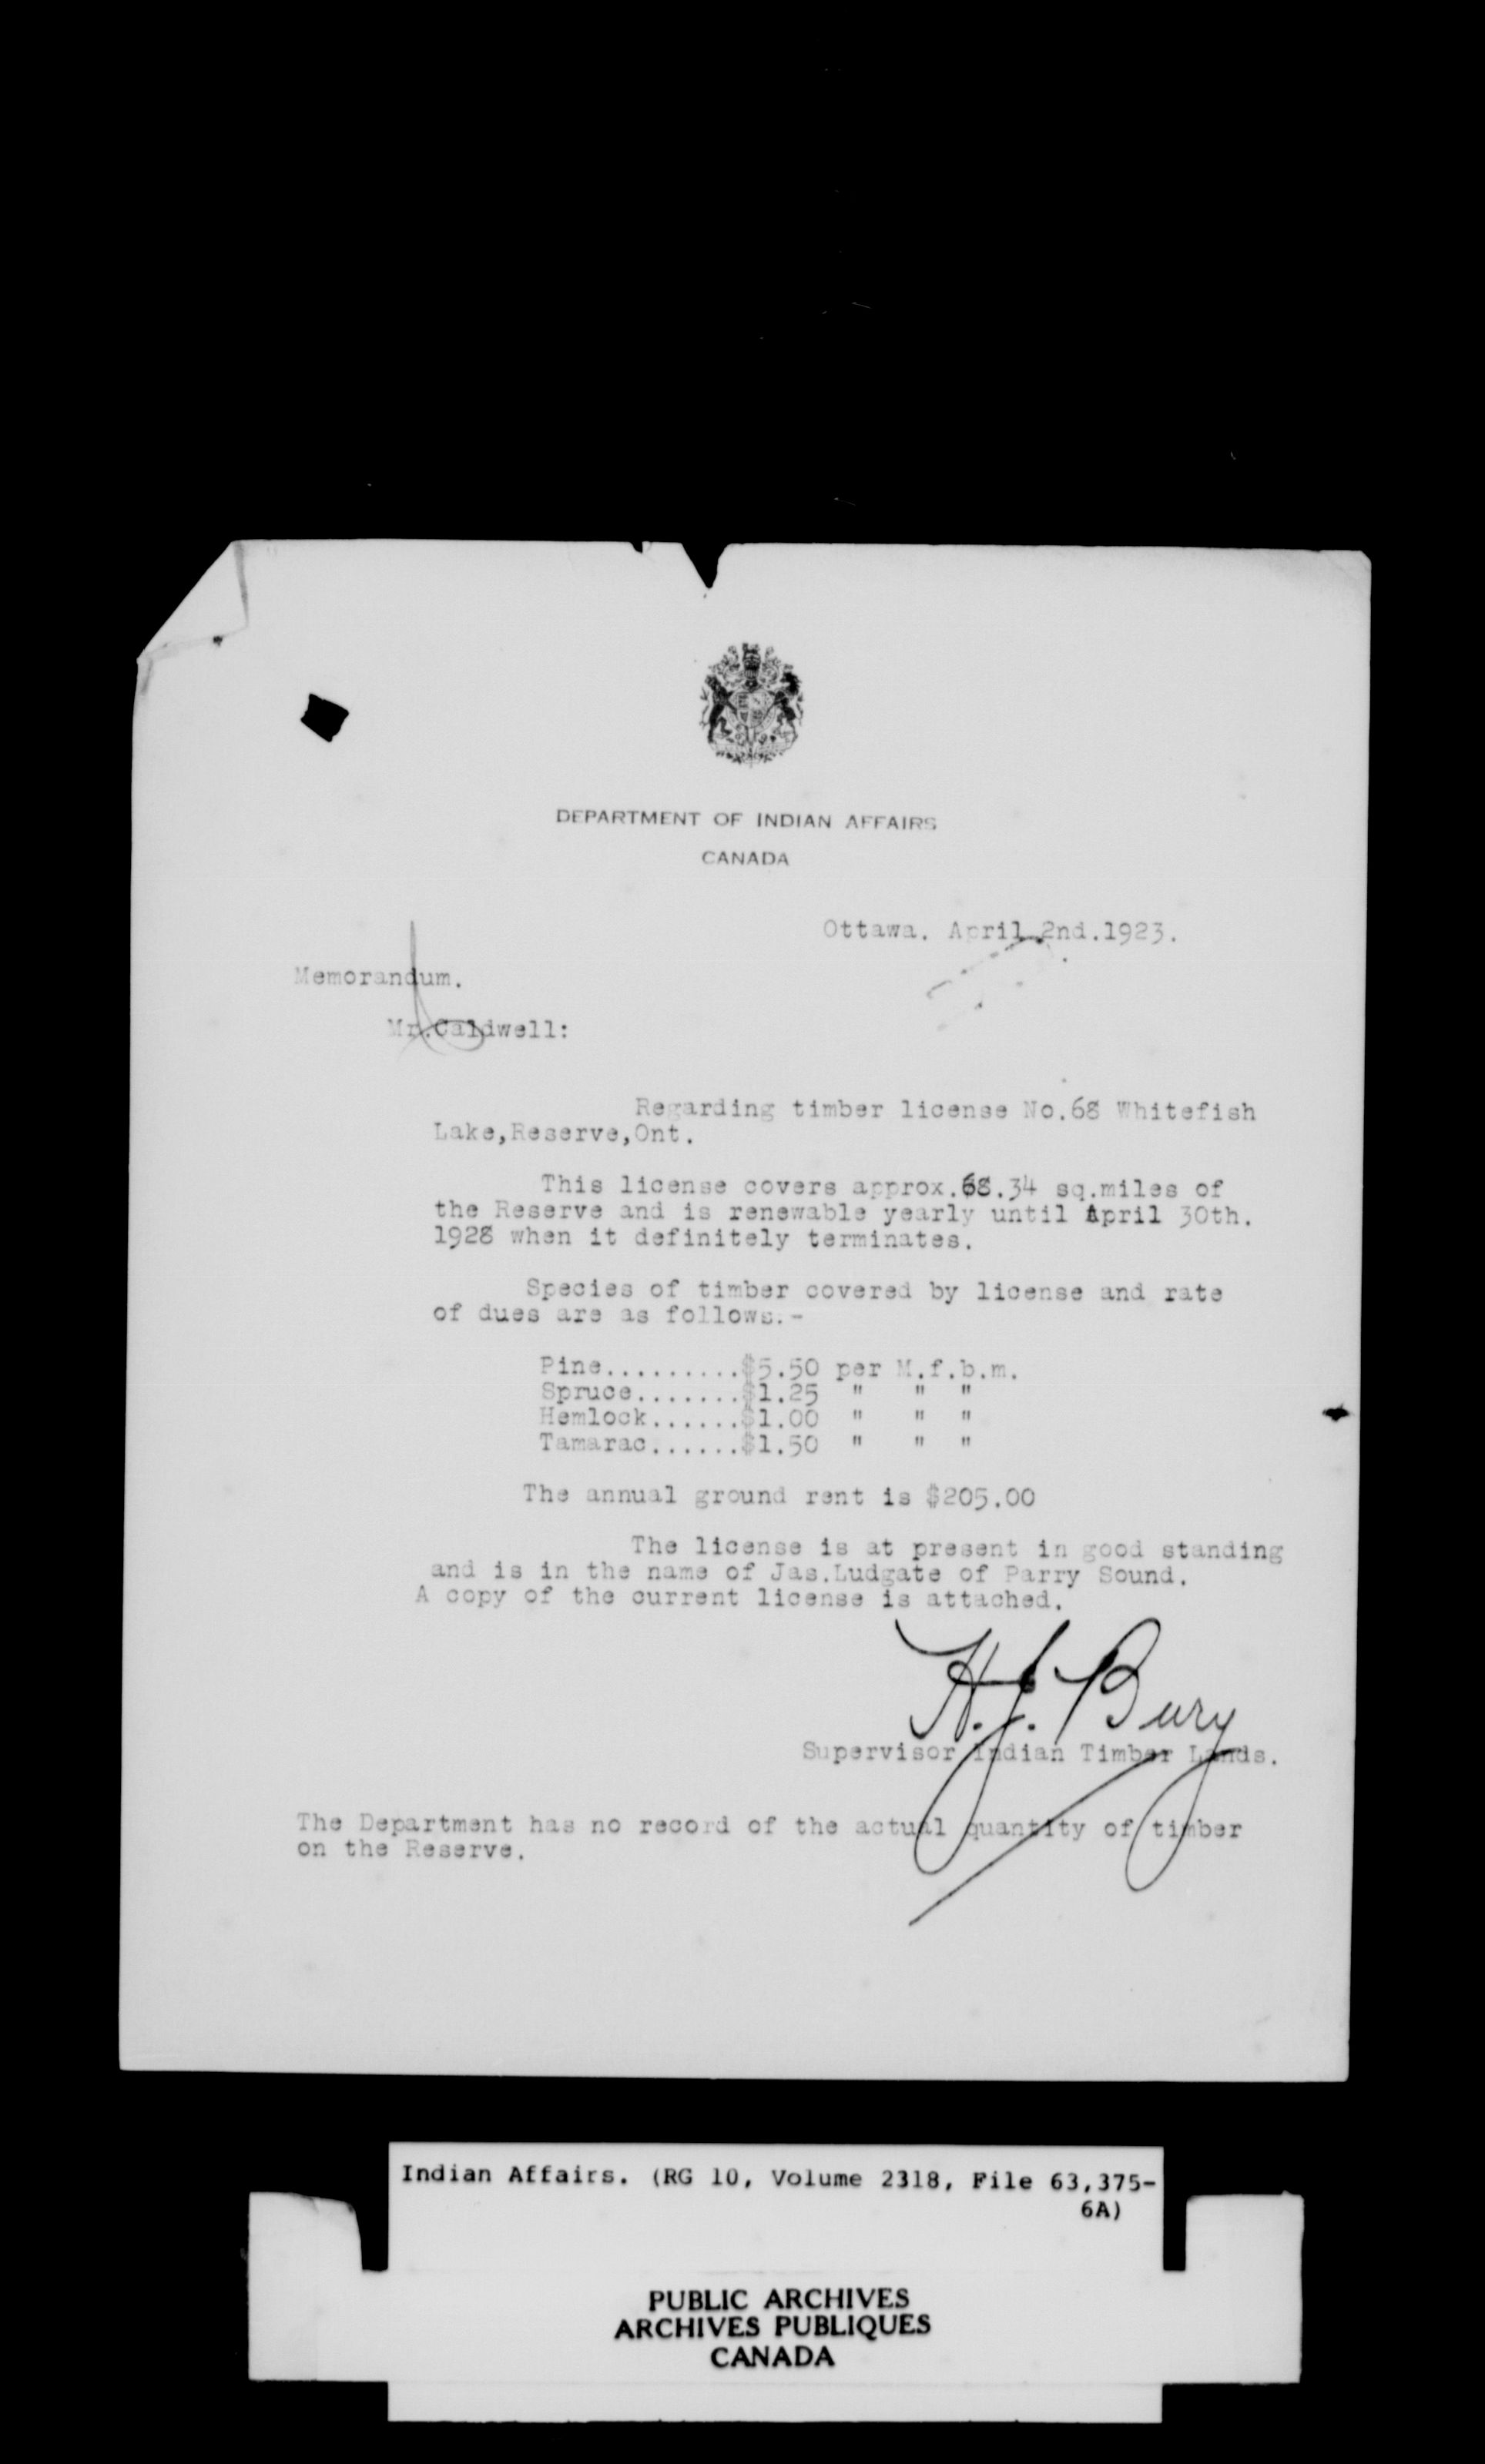 DEPARTMENT OF INDIAN AFFAIRS
CANADA
Ottawa. April 2nd.1923.
Memorandum.
Mr.Caldwell:
Regarding timber license No.68 Whitefish
Lake,Reserve,Ont.
This license covers approx.68.34 sq.miles of
the Reserve and is renewable yearly until April 30th.
1928 when it definitely terminates.
Species of timber covered by license and rate
of dues are as follows.-
Pine.........$5.50 per M.f.b.m.
Spruce.......$1.25 " " "
Hemlock......$1.00 " " "
Tamarac......$1.50 " " "
The annual ground rent is $205.00
The license is at present in good standing
and is in the name of Jas.Ludgate of Parry Sound.
A copy of the current license is attached.
H.J. Bury
Supervisor Indian Timber Lands.
The Department has no record of the actual quantity of timber
on the Reserve.
Indian Affairs. (RG 10, Volume 2318, File 63,375-
6A)
PUBLIC ARCHIVES
ARCHIVES PUBLIQUES
CANADA